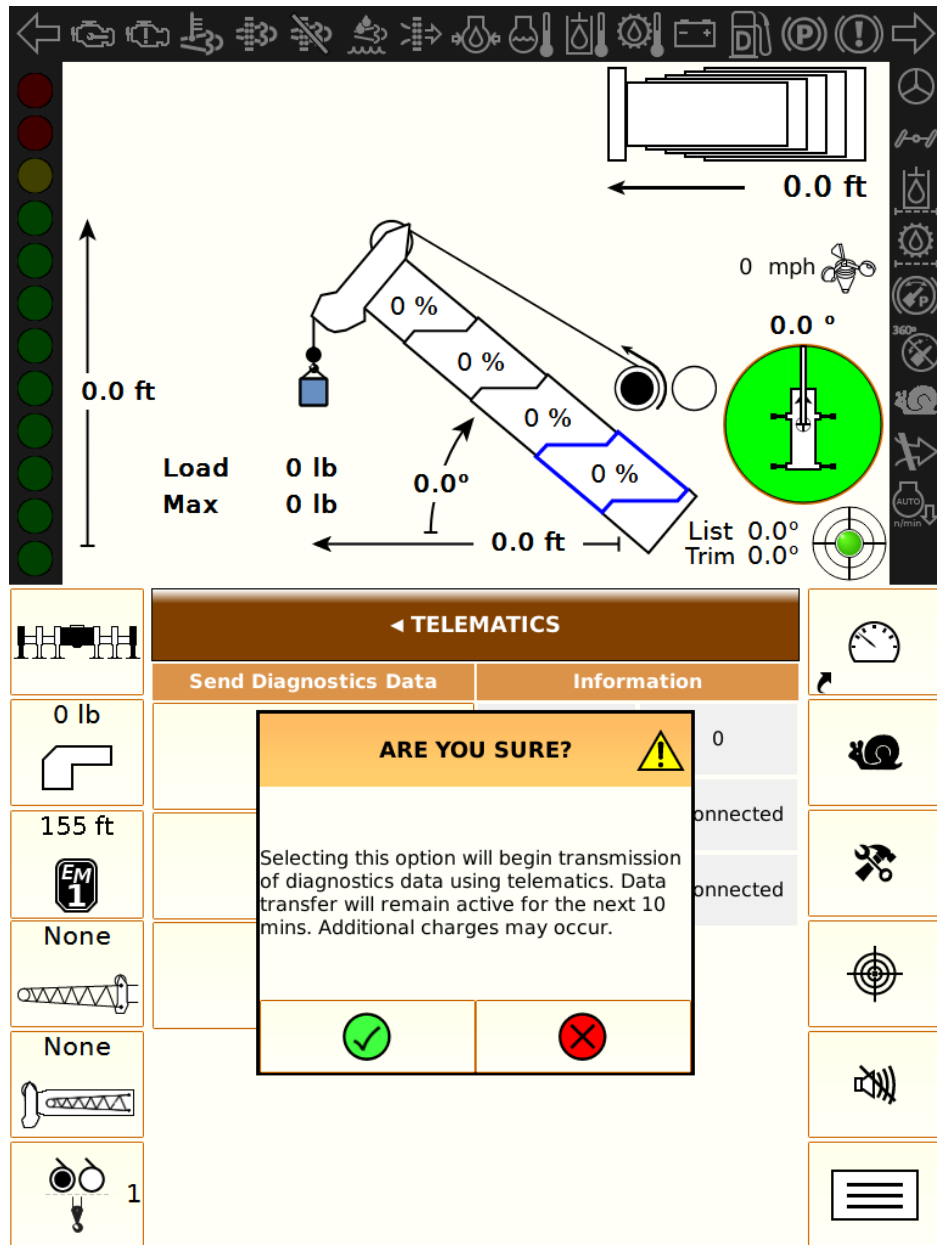 D
P
!
0.0 ft
0 mph
P
0 %
0.0 º
360º
0 %
0.0 ft
0 %
Load 0 lb
Max 0 lb
0.0º
0 %
AUTO
n/min
0.0 ft
List 0.0º
Trim 0.0º
◂ TELEMATICS
Send Diagnostics Data
Information
0 lb
ARE YOU SURE?
0
155 ft
EM
1
onnected
Selecting this option will begin transmission
of diagnostics data using telematics. Data
transfer will remain active for the next 10
mins. Additional charges may occur.
onnected
None
None
1